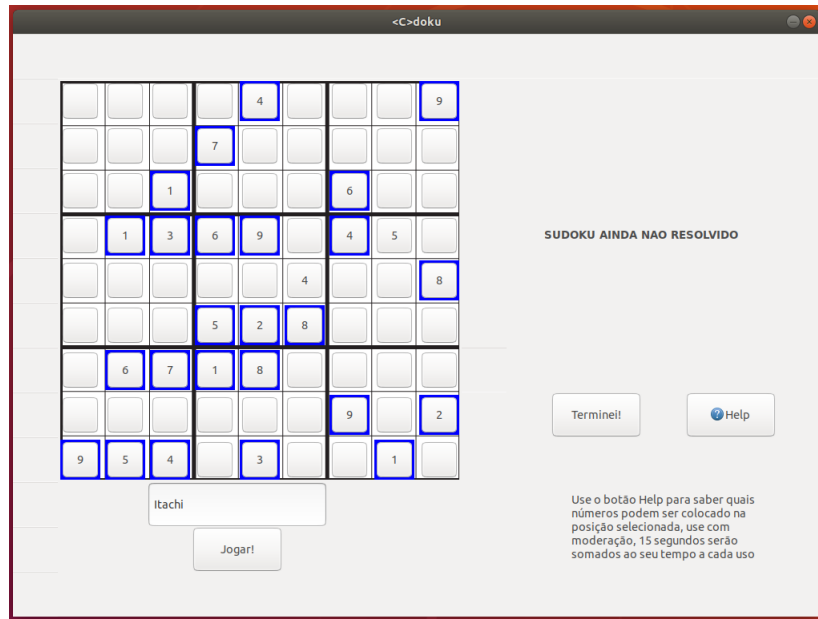 <C>doku
4 9
7
1 6
1 3 6 9 4 5
SUDOKU AINDA NAO RESOLVIDO
4 8
5 2 8
6 7 1 8
9 2
Terminei!
Help
9 5 4 3 1
Itachi
Jogar!
Use o botão Help para saber quais
números podem ser colocado na
posição selecionada, use com
moderação, 15 segundos serão
somados ao seu tempo a cada uso